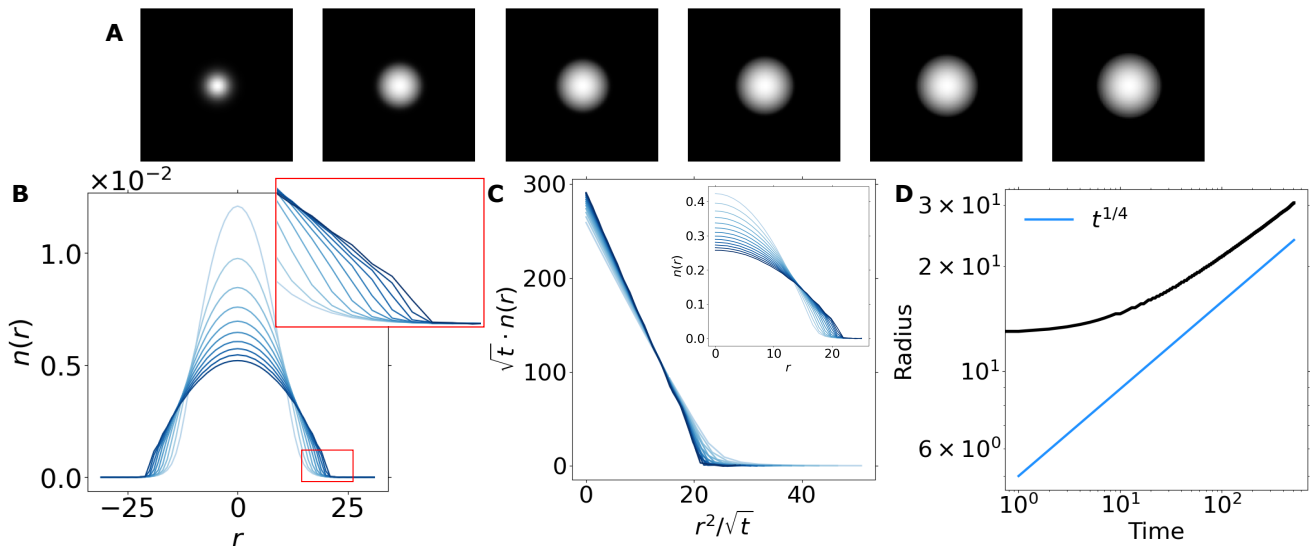 A
B
×10⁻²
1.0
0.5
0.0
n(r)
−25
0
25
r
C
300
200
100
0
√t · n(r)
0
20
40
r²/√t
0.4
0.3
0.2
0.1
0.0
n(r)
0
10
20
r
D
t^{1/4}
3 × 10¹
2 × 10¹
10¹
6 × 10⁰
Radius
10⁰
10¹
10²
Time